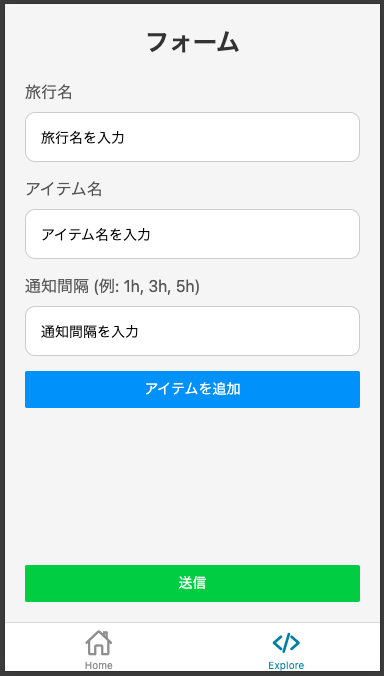 フォーム
旅行名
旅行名を入力
アイテム名
アイテム名を入力
通知間隔 (例: 1h, 3h, 5h)
通知間隔を入力
アイテムを追加
送信
Home
Explore